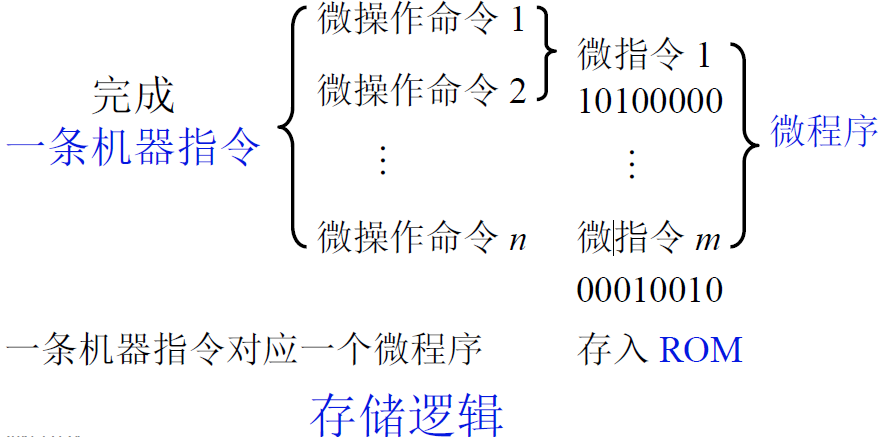 微操作命令 1
微指令 1
完成
微操作命令 2
10100000
一条机器指令
微程序
⋮
⋮
微操作命令 n
微指令 m
00010010
一条机器指令对应一个微程序
存入 ROM
存储逻辑